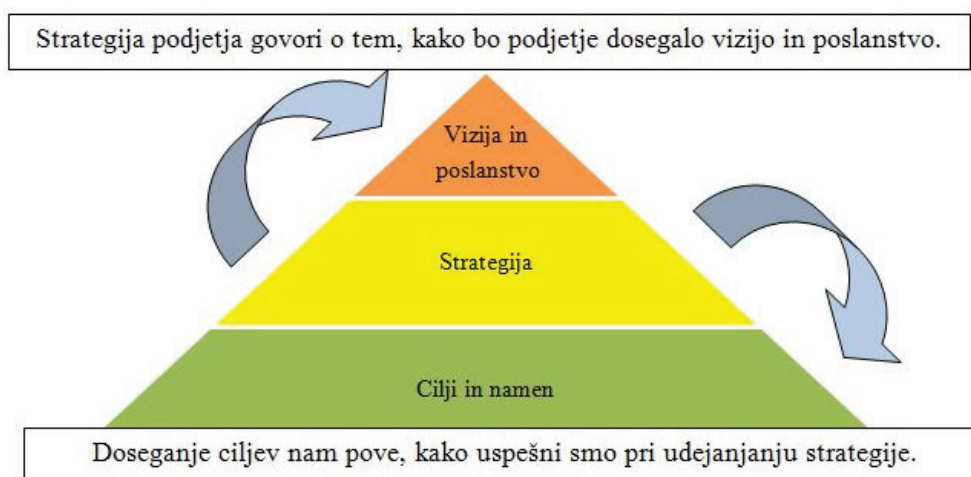 Strategija podjetja govori o tem, kako bo podjetje dosegalo vizijo in poslanstvo.
Vizija in
poslanstvo
Strategija
Cilji in namen
Doseganje ciljev nam pove, kako uspešni smo pri udejanjanju strategije.